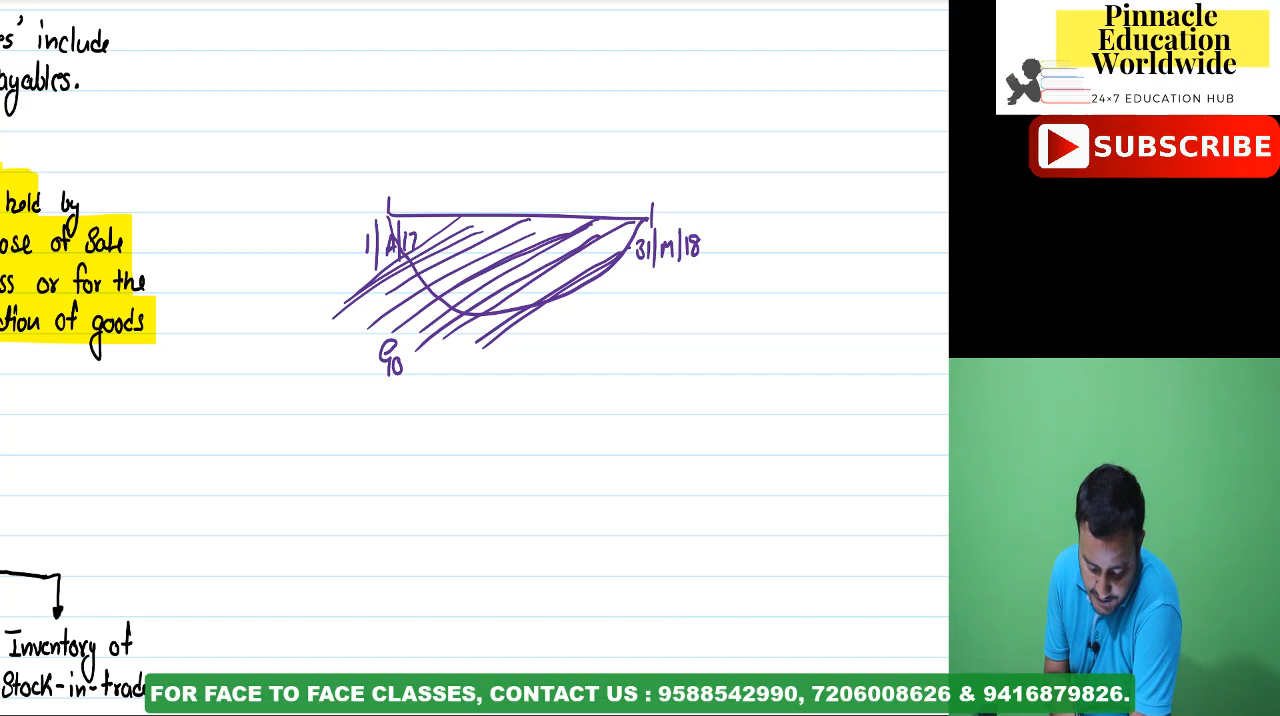 es' include
ayables.
held by
ose of Sale
ss or for the
ction of goods
1|A|17
31|M|18
Inventory of
Stock-in-trade
Pinnacle
Education
Worldwide
24×7 EDUCATION HUB
SUBSCRIBE
FOR FACE TO FACE CLASSES, CONTACT US : 9588542990, 7206008626 & 9416879826.